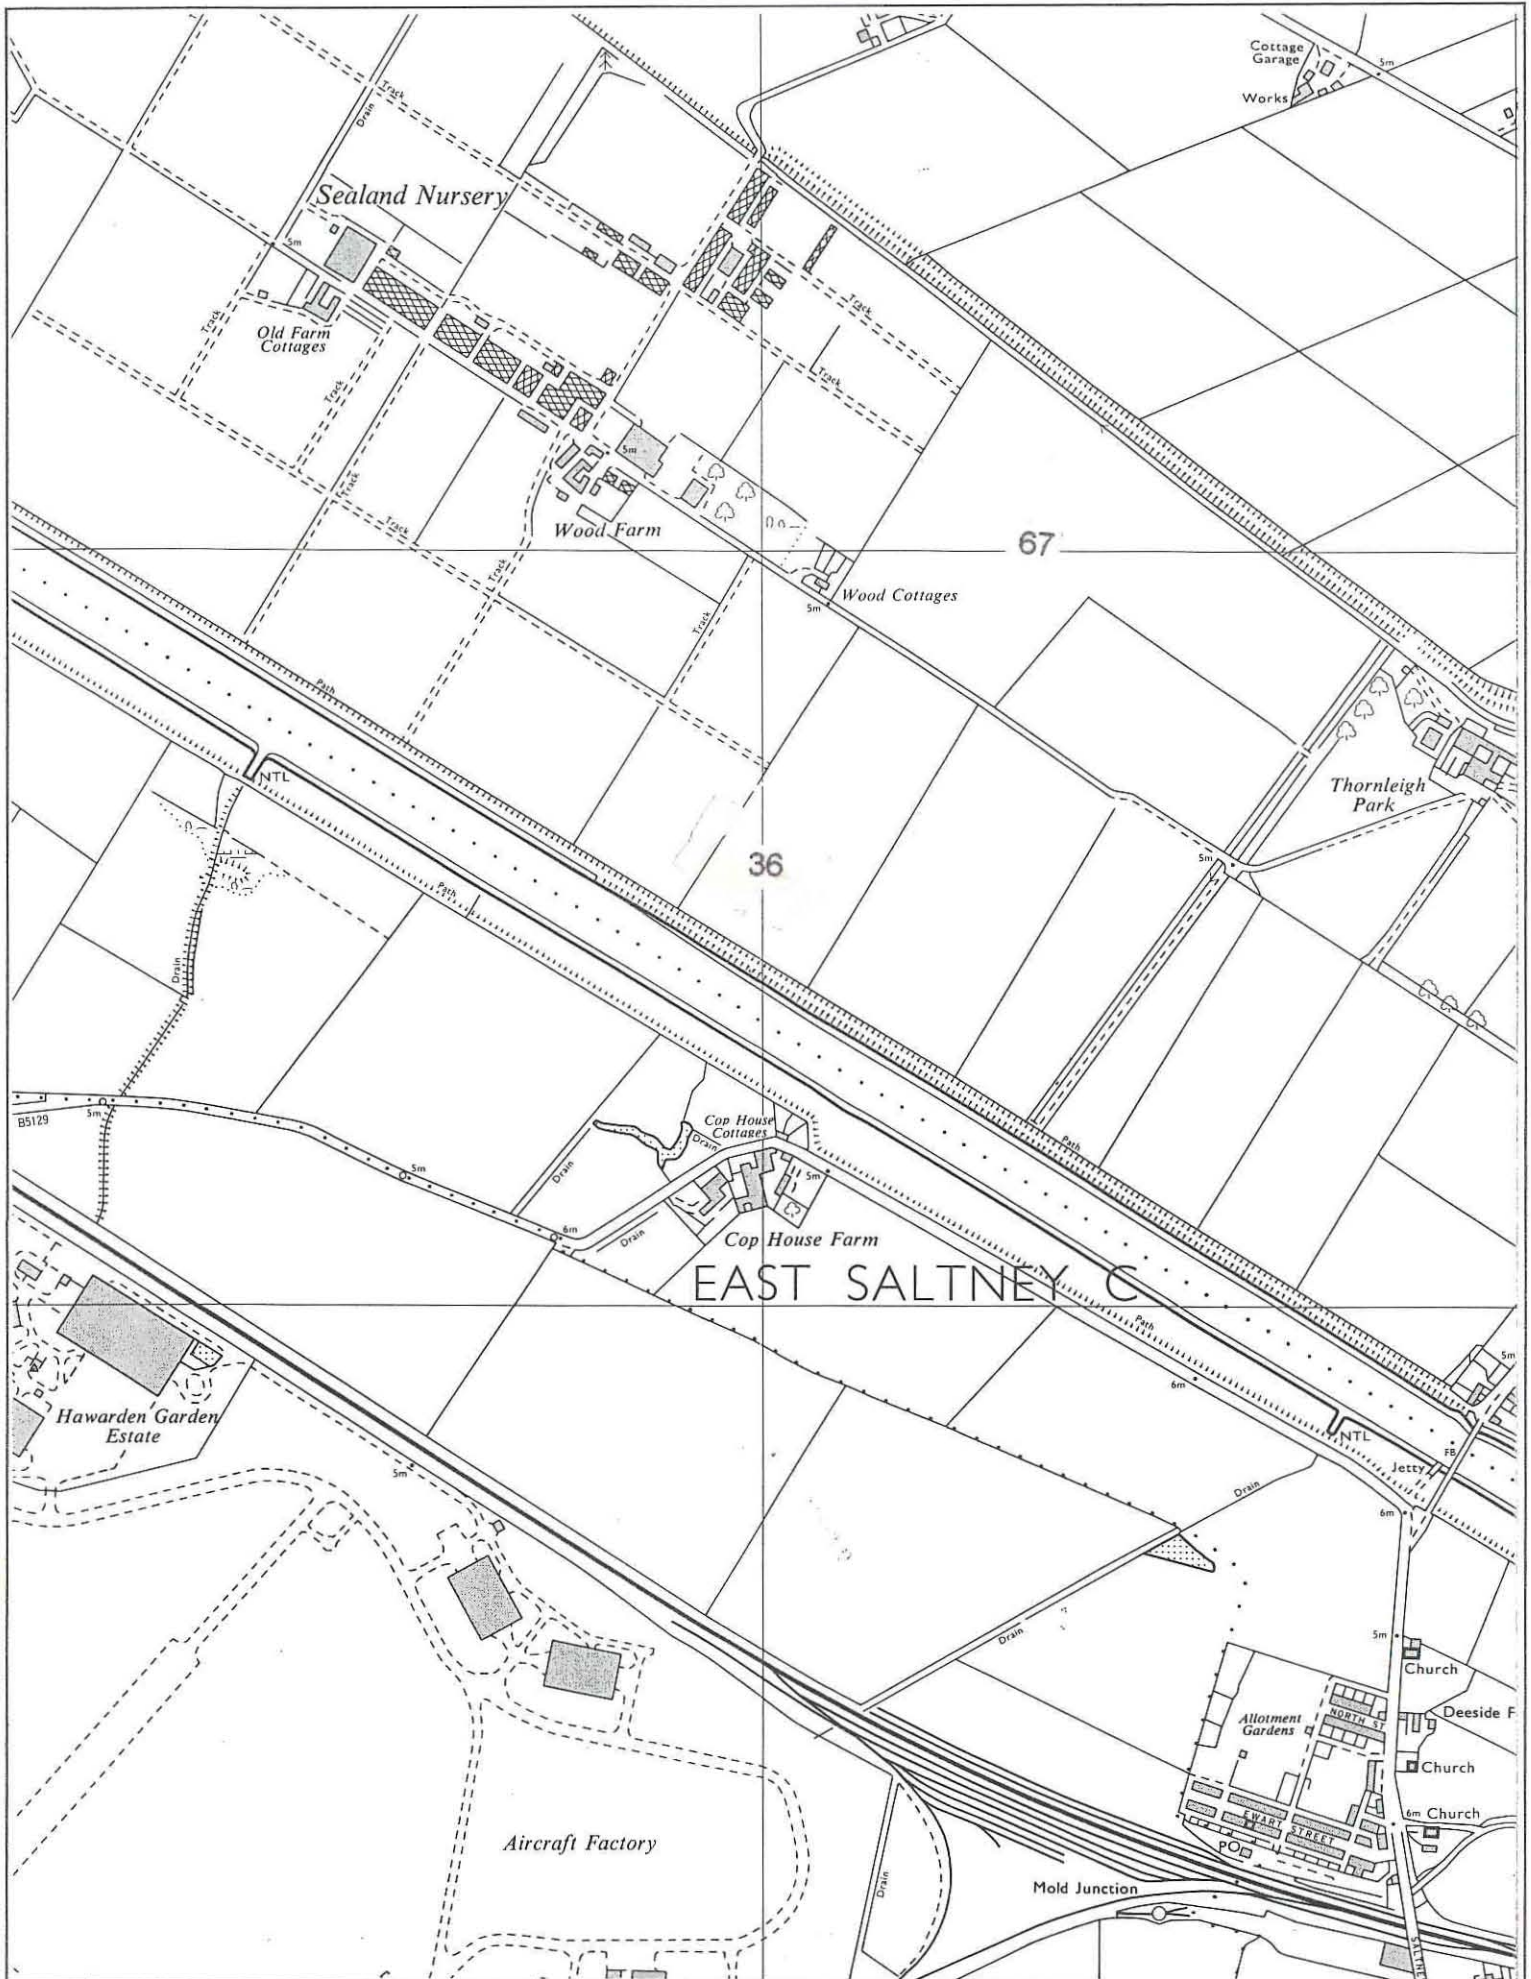 Cottage
Garage
5m
Works
Track
Drain
Sealand Nursery
5m
Track
Old Farm
Cottages
Track
Track
Track
5m
Track
Track
Wood Farm
67
Track
Wood Cottages
5m
Track
Path
NTL
Thornleigh
Park
5m
36
Path
Drain
B5129
5m
Cop House
Cottages
Drain
Path
5m
Drain
5m
6m
Drain
Cop House Farm
EAST SALTNEY C
Path
5m
6m
Hawarden Garden
Estate
NTL
FB
Jetty
5m
Drain
6m
Drain
5m
Church
Allotment
Gardens
NORTH ST
Deeside F
Church
6m
Church
EWART STREET
PO
Aircraft Factory
Drain
Mold Junction
SALTNE